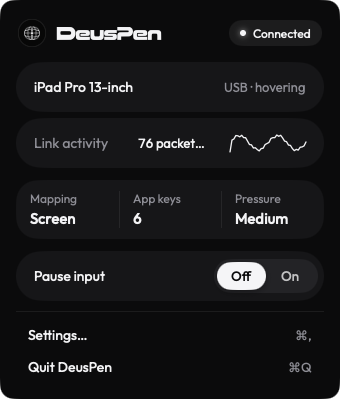 DeusPen
Connected
iPad Pro 13-inch
USB · hovering
Link activity
76 packet...
Mapping
App keys
Pressure
Screen
6
Medium
Pause input
Off
On
Settings...
⌘,
Quit DeusPen
⌘Q